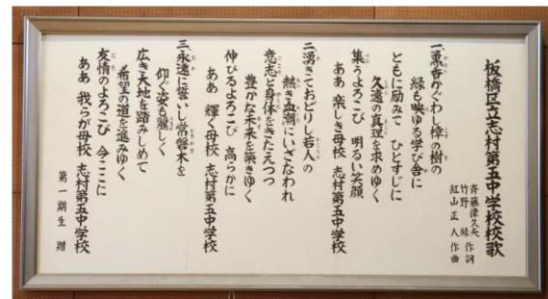 板橋区立志村第五中学校校歌
斉藤津久夫 作詞
竹野 緑 作詞
紅山正人 作曲
一、薫香かぐわし樟の樹の
緑も映ゆる学び舎に
ともに励みて ひとすじに
久遠の真理を求めゆく
集うよろこび 明るい笑顔
ああ 楽しき母校 志村第五中学校
二、湧きておどりし若人の
熱き血潮にいざなわれ
意志と身体をきたえつつ
豊かな未来を築きゆく
伸びるよろこび 高らかに
ああ 輝く母校 志村第五中学校
三、永遠に誓いし常磐木を
仰ぐ姿も凛しく
広き大地を踏みしめて
希望の道を進みゆく
友情のよろこび 今ここに
ああ 我らが母校 志村第五中学校
第一期生 贈